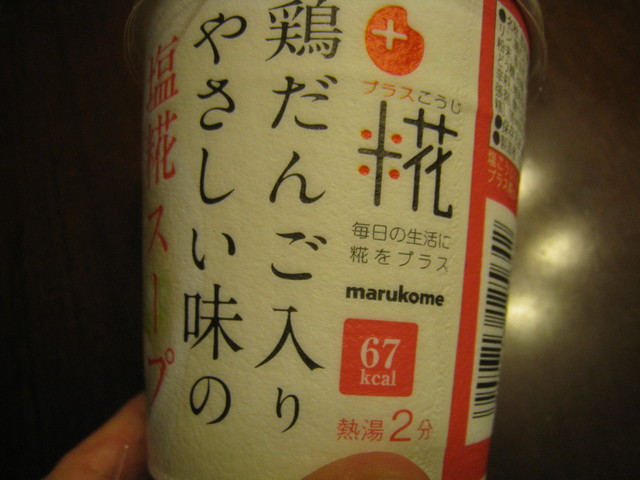 鶏だんご入り
やさしい味の
塩糀スープ
プラスこうじ
糀
毎日の生活に
糀をプラス
marukome
67
kcal
熱湯2分